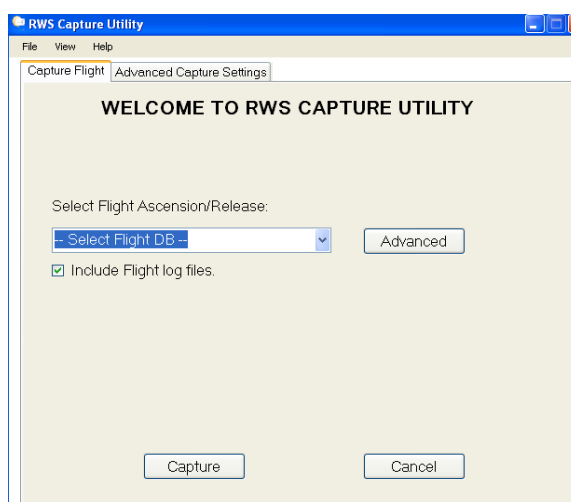 RWS Capture Utility
File View Help
Capture Flight Advanced Capture Settings
WELCOME TO RWS CAPTURE UTILITY
Select Flight Ascension/Release:
-- Select Flight DB -- Advanced
Include Flight log files.
Capture Cancel